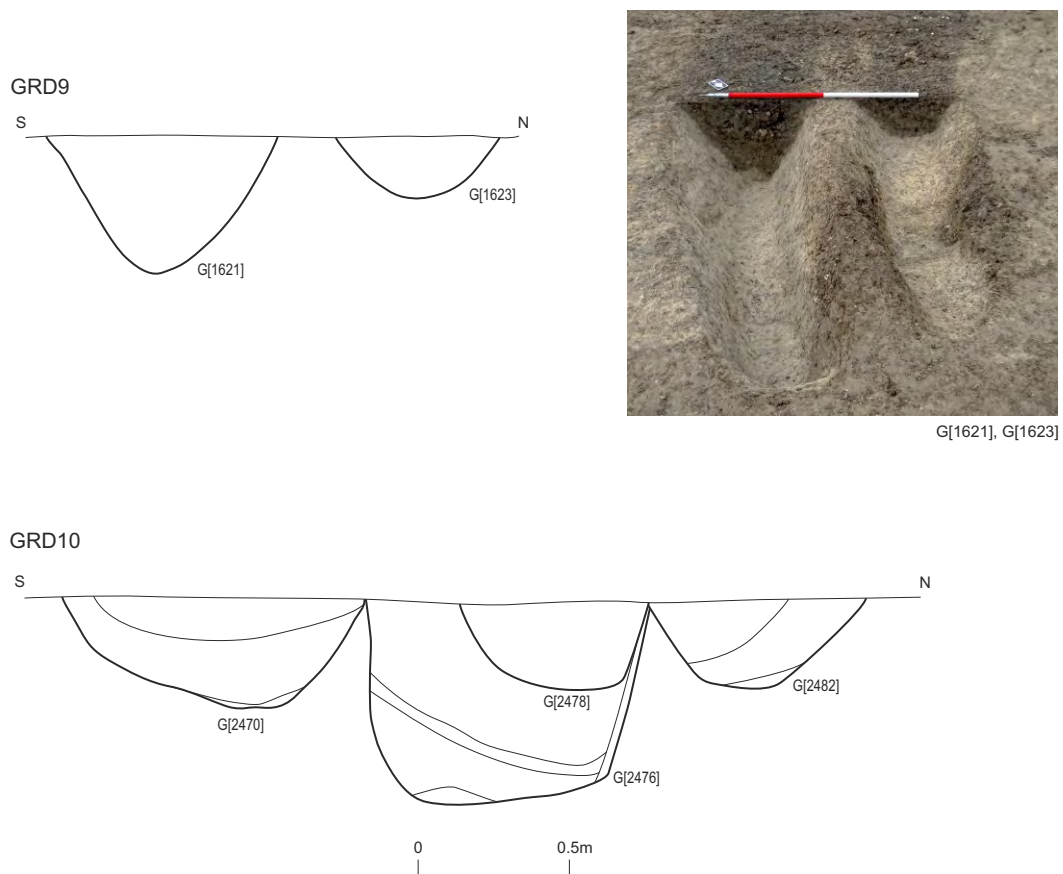 GRD9
S
N
G[1623]
G[1621]
G[1621], G[1623]
GRD10
S
N
G[2482]
G[2478]
G[2470]
G[2476]
0
0.5m